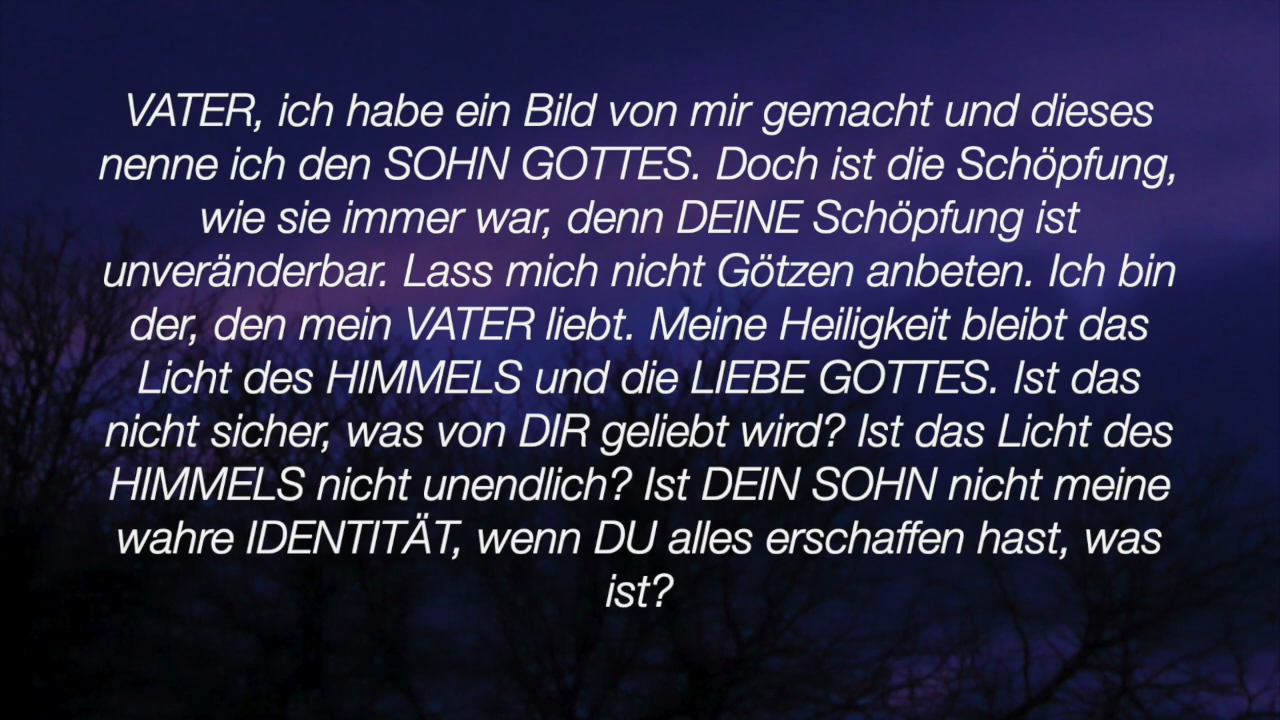 VATER, ich habe ein Bild von mir gemacht und dieses
nenne ich den SOHN GOTTES. Doch ist die Schöpfung,
wie sie immer war, denn DEINE Schöpfung ist
unveränderbar. Lass mich nicht Götzen anbeten. Ich bin
der, den mein VATER liebt. Meine Heiligkeit bleibt das
Licht des HIMMELS und die LIEBE GOTTES. Ist das
nicht sicher, was von DIR geliebt wird? Ist das Licht des
HIMMELS nicht unendlich? Ist DEIN SOHN nicht meine
wahre IDENTITÄT, wenn DU alles erschaffen hast, was
ist?